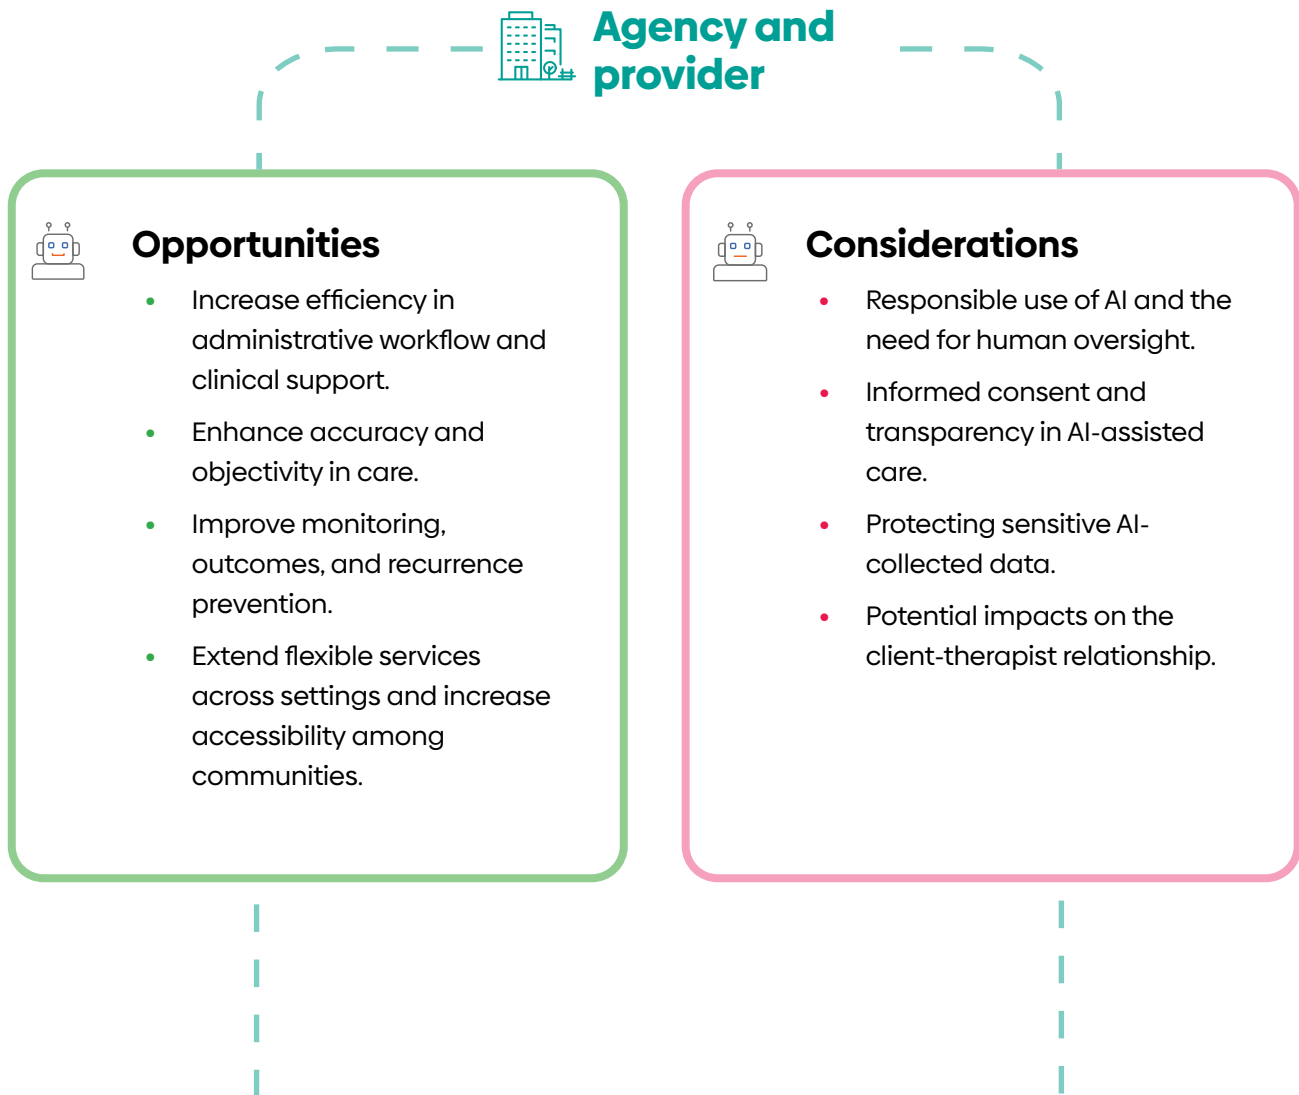 Agency and
provider
Opportunities
• Increase efficiency in
administrative workflow and
clinical support.
• Enhance accuracy and
objectivity in care.
• Improve monitoring,
outcomes, and recurrence
prevention.
• Extend flexible services
across settings and increase
accessibility among
communities.
Considerations
• Responsible use of AI and the
need for human oversight.
• Informed consent and
transparency in AI-assisted
care.
• Protecting sensitive AI-
collected data.
• Potential impacts on the
client-therapist relationship.